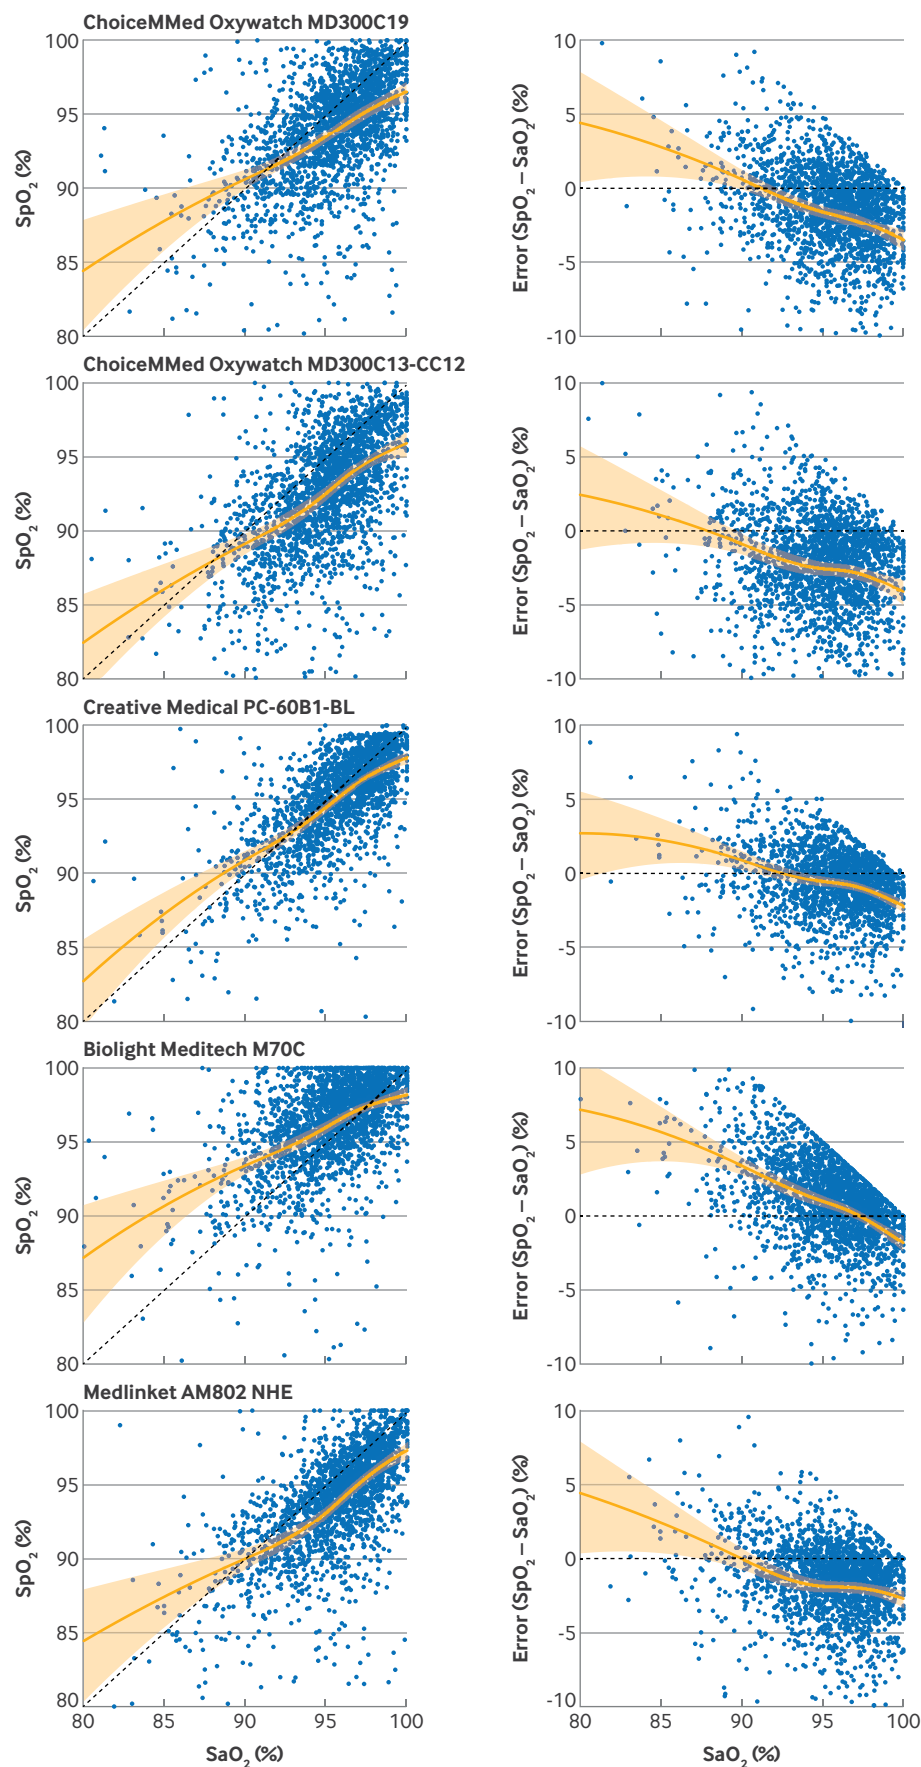 ChoiceMMed Oxywatch MD300C19
100
95
90
85
80
SpO2 (%)
10
5
0
-5
-10
Error (SpO2 – SaO2) (%)
ChoiceMMed Oxywatch MD300C13-CC12
100
95
90
85
80
SpO2 (%)
10
5
0
-5
-10
Error (SpO2 – SaO2) (%)
Creative Medical PC-60B1-BL
100
95
90
85
80
SpO2 (%)
10
5
0
-5
-10
Error (SpO2 – SaO2) (%)
Biolight Meditech M70C
100
95
90
85
80
SpO2 (%)
10
5
0
-5
-10
Error (SpO2 – SaO2) (%)
Medlinket AM802 NHE
100
95
90
85
80
SpO2 (%)
80 85 90 95 100
SaO2 (%)
10
5
0
-5
-10
Error (SpO2 – SaO2) (%)
80 85 90 95 100
SaO2 (%)